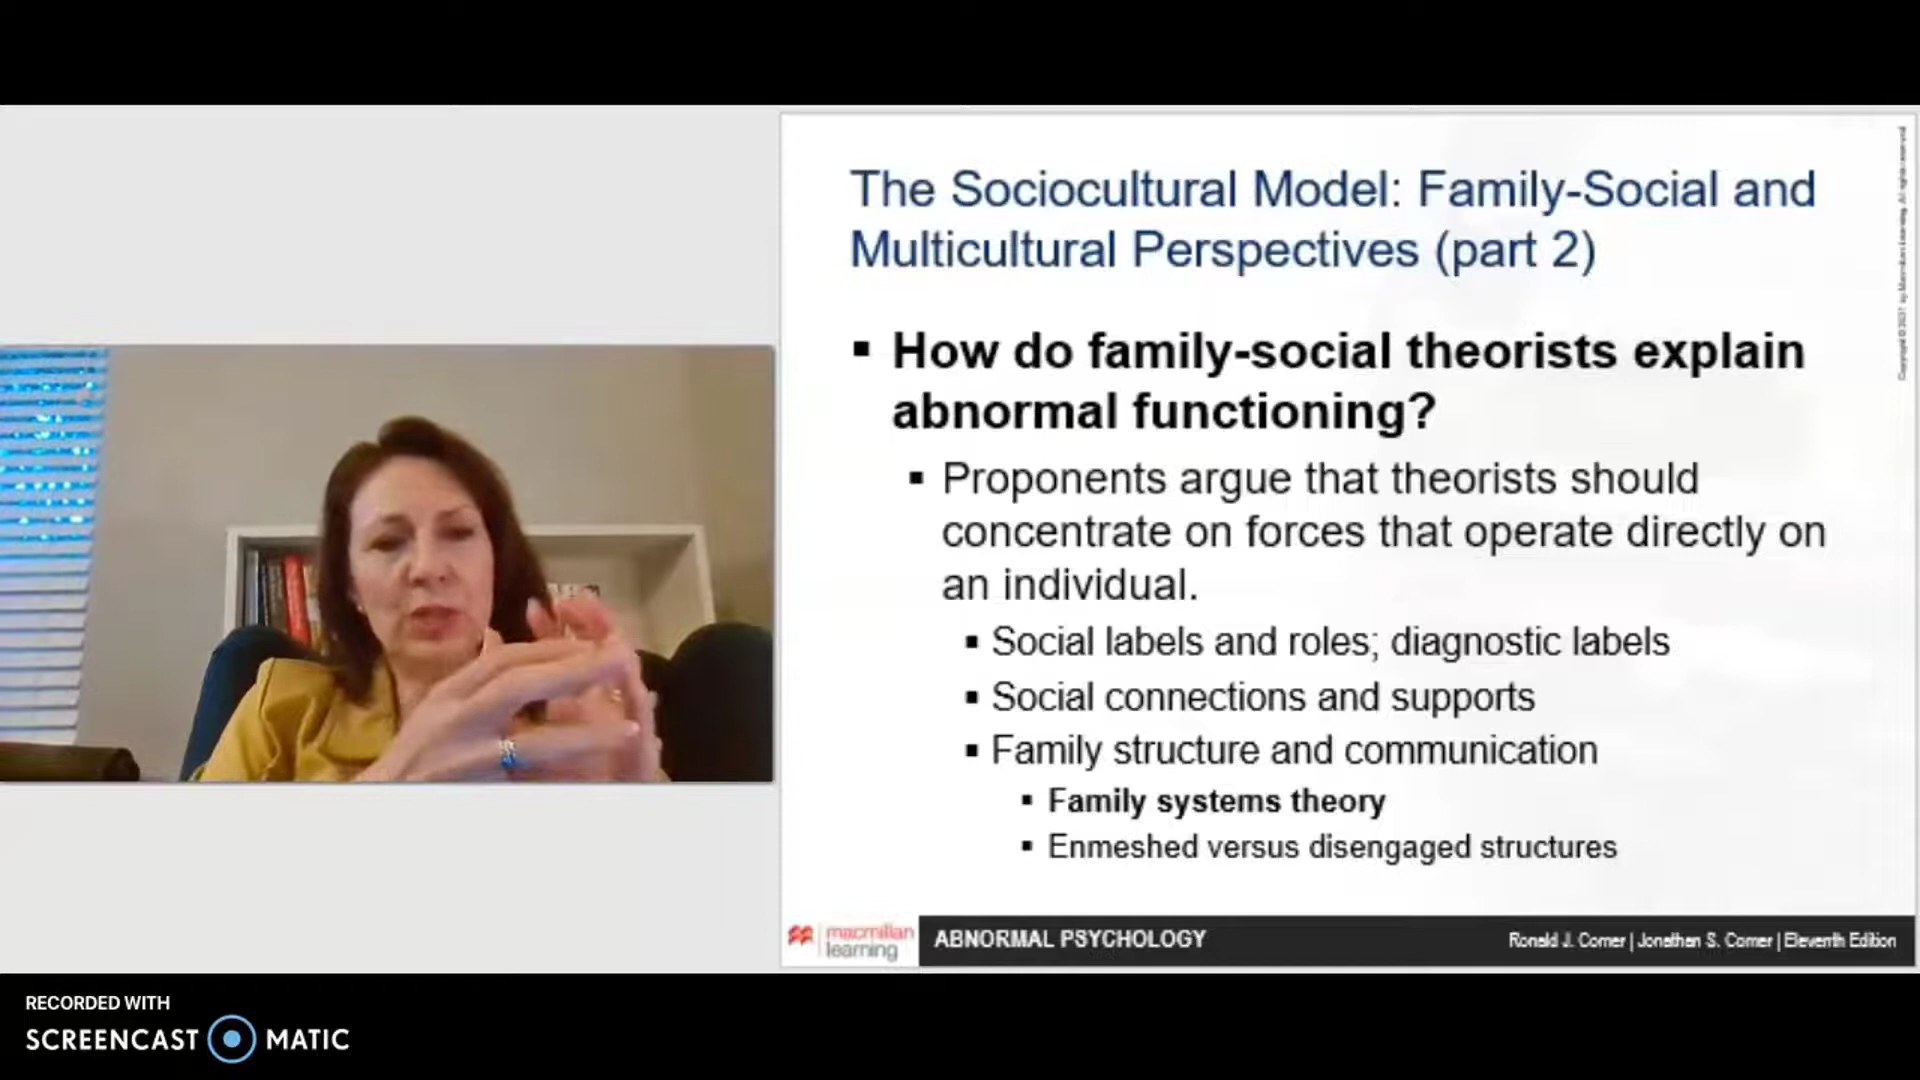 The Sociocultural Model: Family-Social and
Multicultural Perspectives (part 2)
▪ How do family-social theorists explain
abnormal functioning?
▪ Proponents argue that theorists should
concentrate on forces that operate directly on
an individual.
▪ Social labels and roles; diagnostic labels
▪ Social connections and supports
▪ Family structure and communication
▪ Family systems theory
▪ Enmeshed versus disengaged structures
macmillan
learning
ABNORMAL PSYCHOLOGY
Ronald J. Comer | Jonathan S. Comer | Eleventh Edition
RECORDED WITH
SCREENCAST MATIC